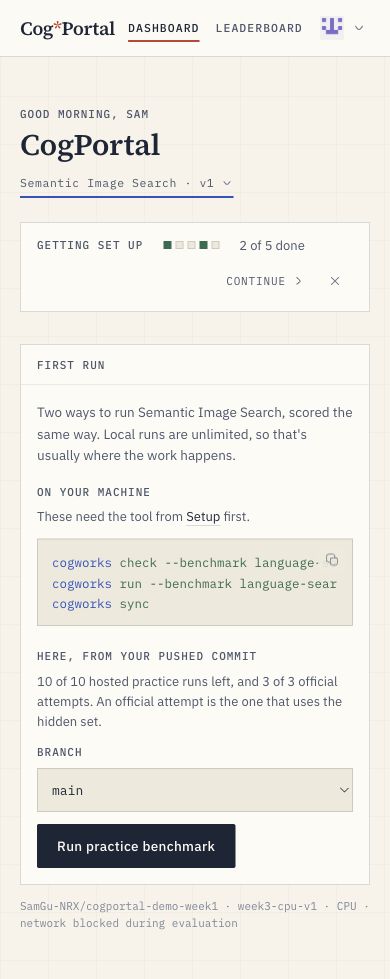 Cog*Portal DASHBOARD LEADERBOARD
GOOD MORNING, SAM
CogPortal
Semantic Image Search · v1
GETTING SET UP 2 of 5 done
CONTINUE
FIRST RUN
Two ways to run Semantic Image Search, scored the
same way. Local runs are unlimited, so that's
usually where the work happens.
ON YOUR MACHINE
These need the tool from Setup first.
cogworks check --benchmark language-
cogworks run --benchmark language-sear
cogworks sync
HERE, FROM YOUR PUSHED COMMIT
10 of 10 hosted practice runs left, and 3 of 3 official
attempts. An official attempt is the one that uses the
hidden set.
BRANCH
main
Run practice benchmark
SamGu-NRX/cogportal-demo-week1 · week3-cpu-v1 · CPU ·
network blocked during evaluation